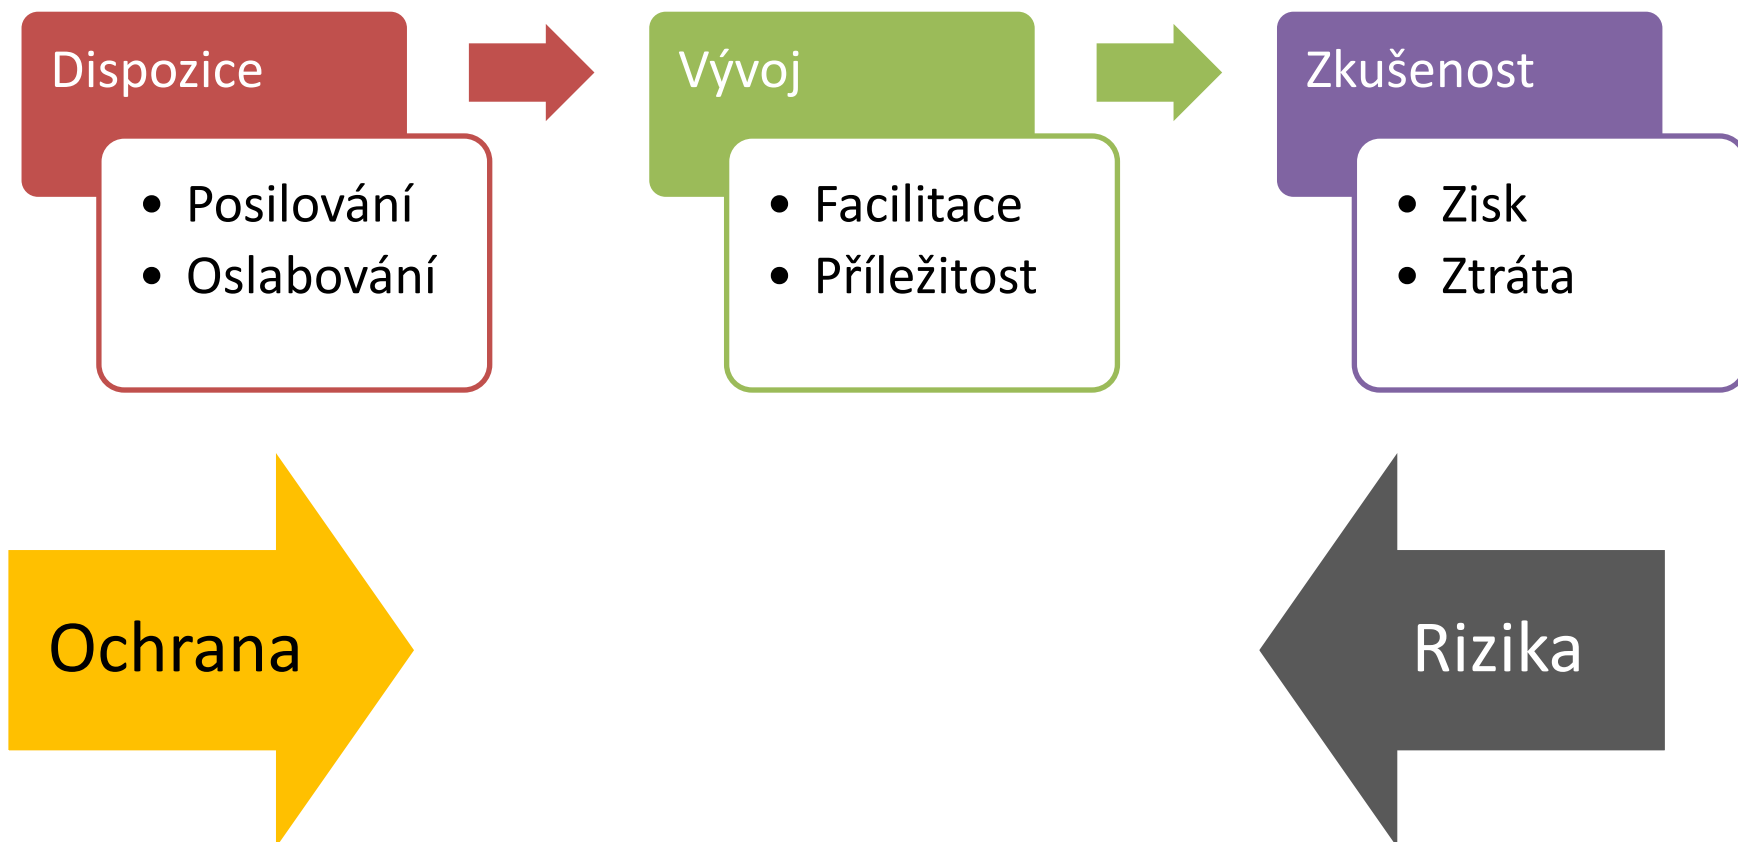 Dispozice
• Posilování
• Oslabování
Vývoj
• Facilitace
• Příležitost
Zkušenost
• Zisk
• Ztráta
Ochrana
Rizika